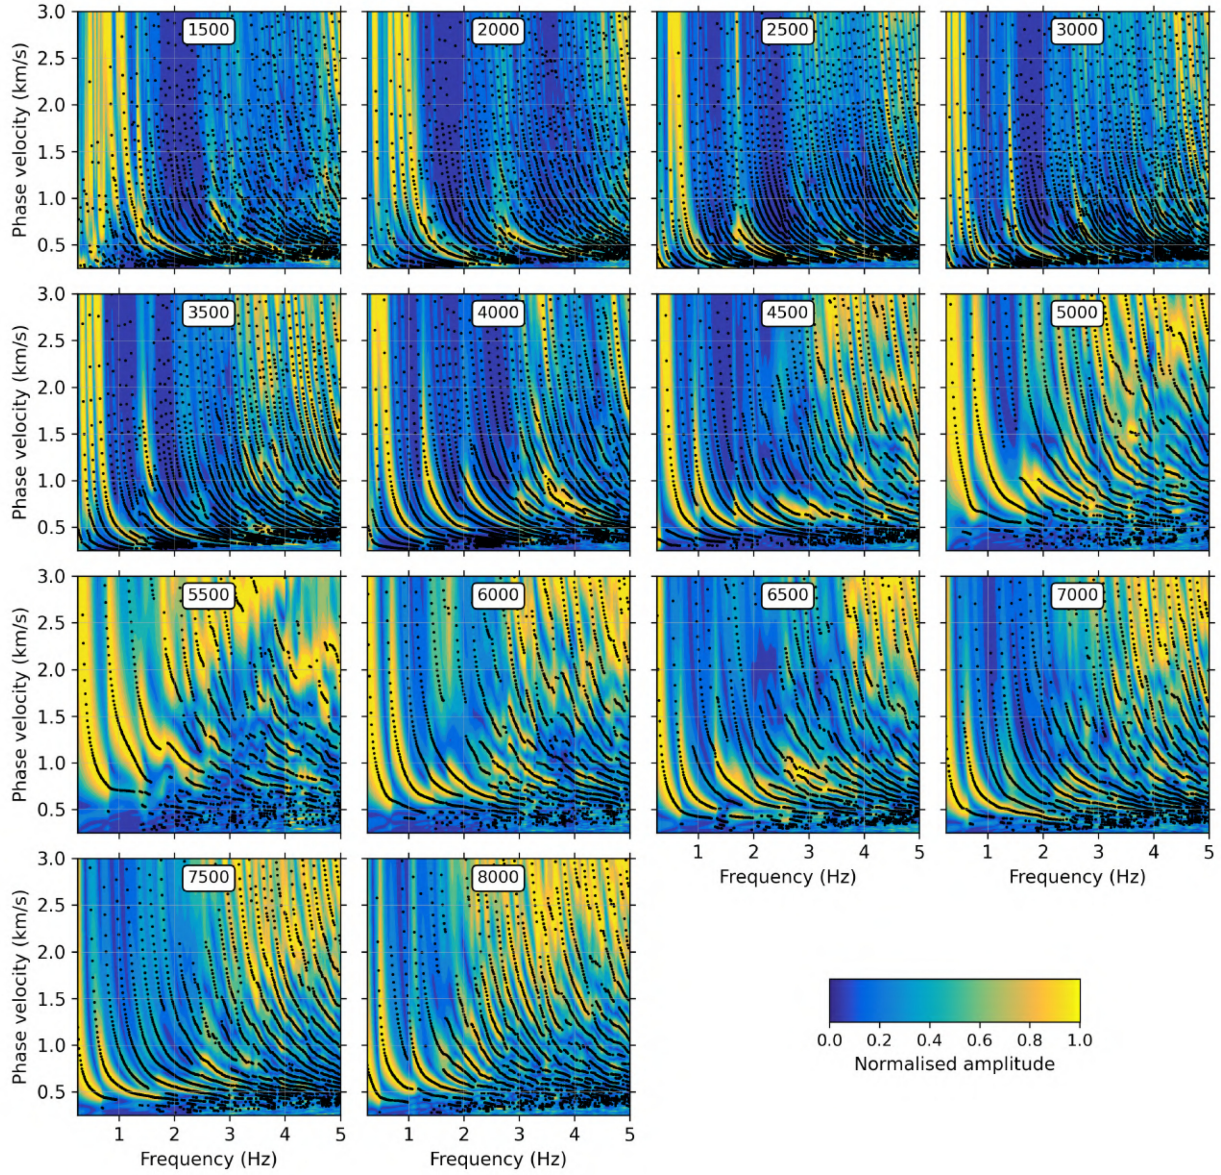 3.0
2.5
2.0
1.5
1.0
0.5
Phase velocity (km/s)
1500
2000
2500
3000
3.0
2.5
2.0
1.5
1.0
0.5
Phase velocity (km/s)
3500
4000
4500
5000
3.0
2.5
2.0
1.5
1.0
0.5
Phase velocity (km/s)
5500
6000
6500
7000
1 2 3 4 5
Frequency (Hz)
1 2 3 4 5
Frequency (Hz)
3.0
2.5
2.0
1.5
1.0
0.5
Phase velocity (km/s)
7500
8000
1 2 3 4 5
Frequency (Hz)
1 2 3 4 5
Frequency (Hz)
0.0 0.2 0.4 0.6 0.8 1.0
Normalised amplitude